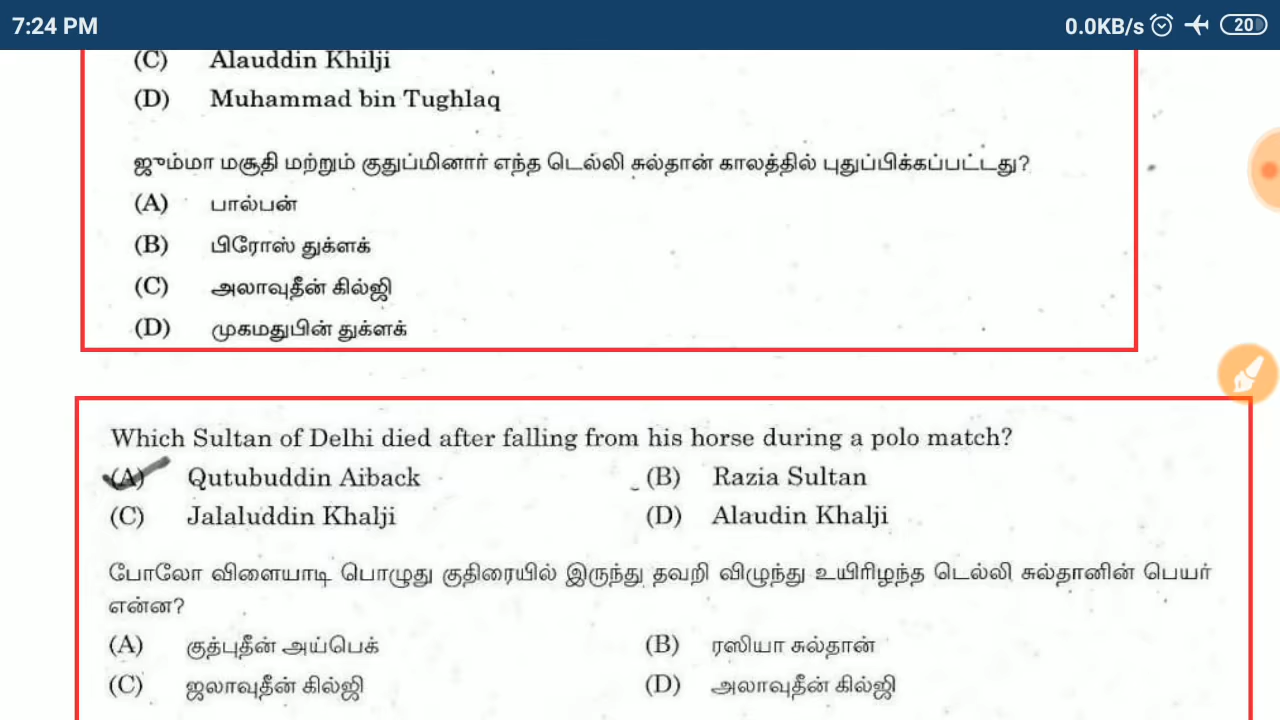 7:24 PM 0.0KB/s 20
(C) Alauddin Khilji
(D) Muhammad bin Tughlaq
ஜும்மா மசூதி மற்றும் குதுப்மினார் எந்த டெல்லி சுல்தான் காலத்தில் புதுப்பிக்கப்பட்டது?
(A) பால்பன்
(B) பிரோஸ் துக்ளக்
(C) அலாவுதீன் கில்ஜி
(D) முகமதுபின் துக்ளக்
Which Sultan of Delhi died after falling from his horse during a polo match?
(A) Qutubuddin Aiback (B) Razia Sultan
(C) Jalaluddin Khalji (D) Alaudin Khalji
போலோ விளையாடி பொழுது குதிரையில் இருந்து தவறி விழுந்து உயிரிழந்த டெல்லி சுல்தானின் பெயர்
என்ன?
(A) குத்புதீன் அய்பெக் (B) ரஸியா சுல்தான்
(C) ஜலாவுதீன் கில்ஜி (D) அலாவுதீன் கில்ஜி